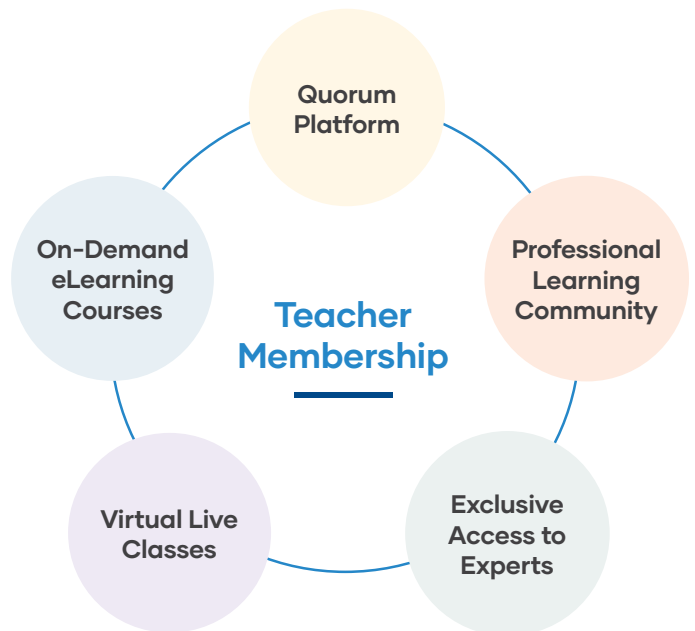 Quorum
Platform
Professional
Learning
Community
Exclusive
Access to
Experts
Virtual Live
Classes
On-Demand
eLearning
Courses
Teacher
Membership